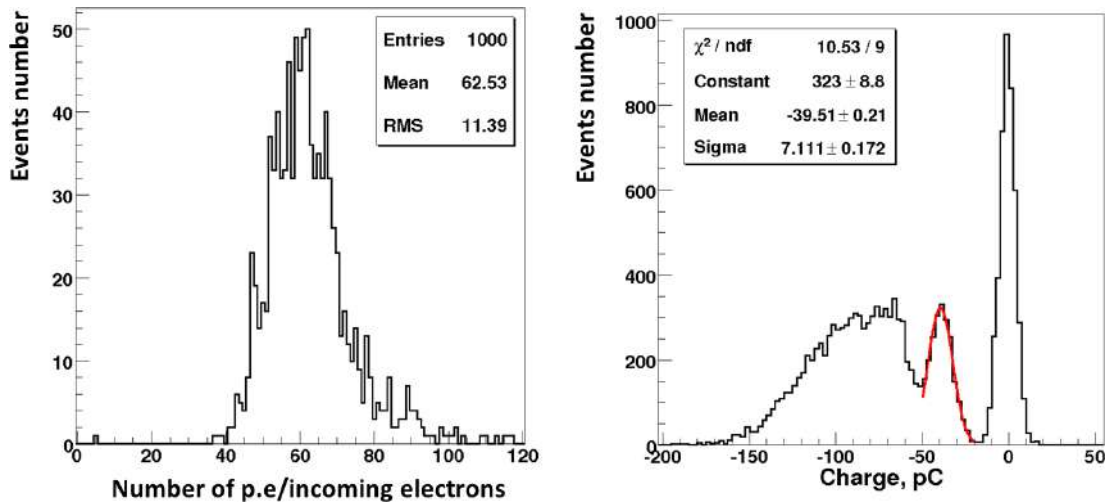 Events number
50
40
30
20
10
0
Entries 1000
Mean 62.53
RMS 11.39
0 20 40 60 80 100 120
Number of p.e/incoming electrons
Events number
1000
800
600
400
200
0
χ² / ndf 10.53 / 9
Constant 323 ± 8.8
Mean -39.51 ± 0.21
Sigma 7.111 ± 0.172
-200 -150 -100 -50 0 50
Charge, pC